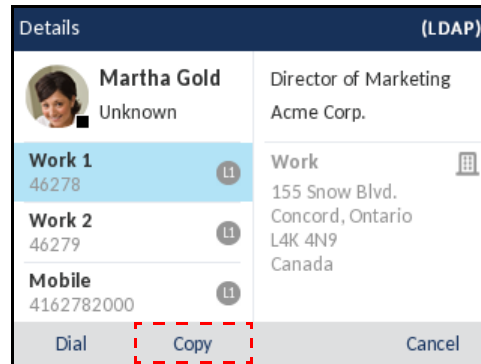 Details (LDAP)
Martha Gold
Unknown
Work 1
46278
L1
Work 2
46279
L1
Mobile
4162782000
L1
Director of Marketing
Acme Corp.
Work
155 Snow Blvd.
Concord, Ontario
L4K 4N9
Canada
Dial Copy Cancel